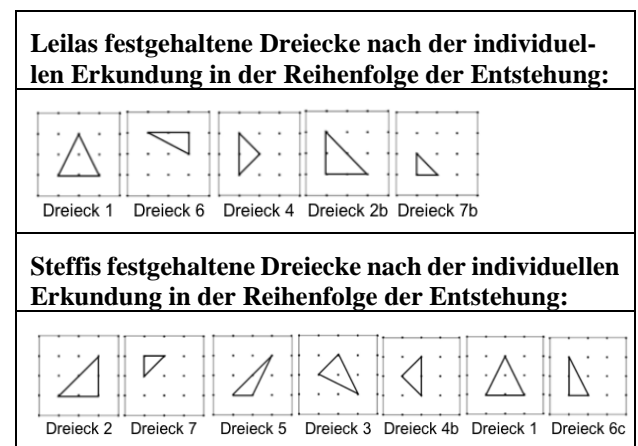 Leilas festgehaltene Dreiecke nach der individuel-
len Erkundung in der Reihenfolge der Entstehung:
Dreieck 1 Dreieck 6 Dreieck 4 Dreieck 2b Dreieck 7b
Steffis festgehaltene Dreiecke nach der individuellen
Erkundung in der Reihenfolge der Entstehung:
Dreieck 2 Dreieck 7 Dreieck 5 Dreieck 3 Dreieck 4b Dreieck 1 Dreieck 6c